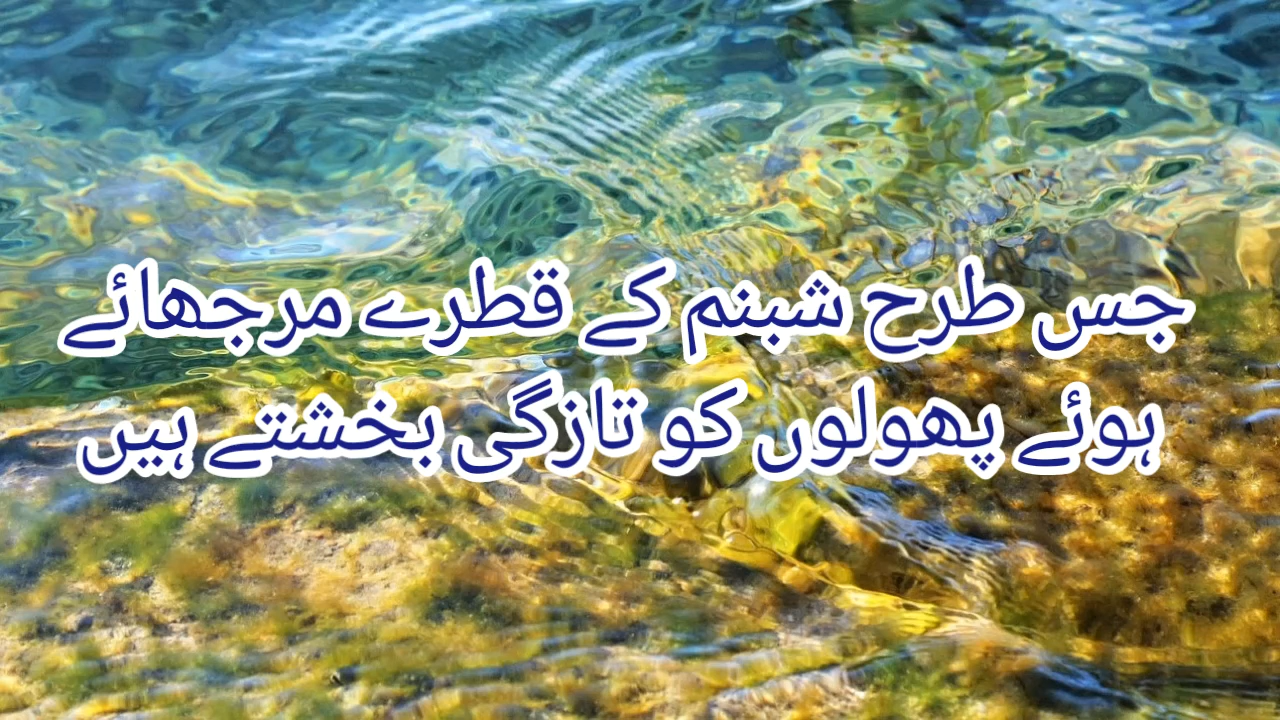 جس طرح شبنم کے قطرے مرجھائے
ہوئے پھولوں کو تازگی بخشتے ہیں